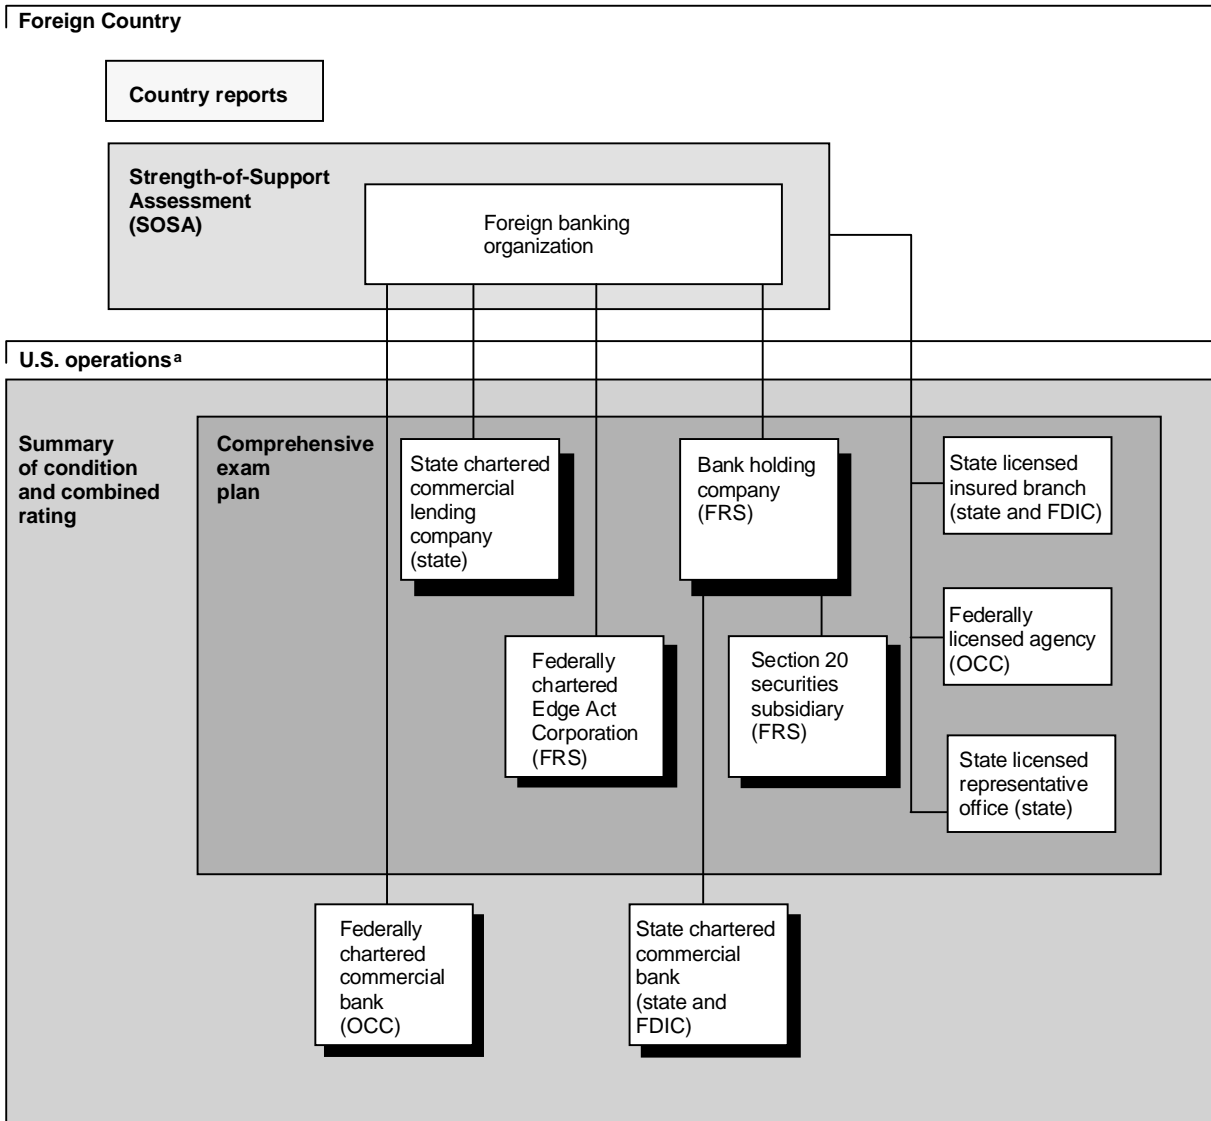 Foreign Country
Country reports
Strength-of-Support
Assessment
(SOSA)
Foreign banking
organization
U.S. operationsª
Summary
of condition
and combined
rating
Comprehensive
exam
plan
State chartered
commercial
lending
company
(state)
Bank holding
company
(FRS)
State licensed
insured branch
(state and FDIC)
Federally
chartered
Edge Act
Corporation
(FRS)
Section 20
securities
subsidiary
(FRS)
Federally
licensed agency
(OCC)
State licensed
representative
office (state)
Federally
chartered
commercial
bank
(OCC)
State chartered
commercial
bank
(state and
FDIC)